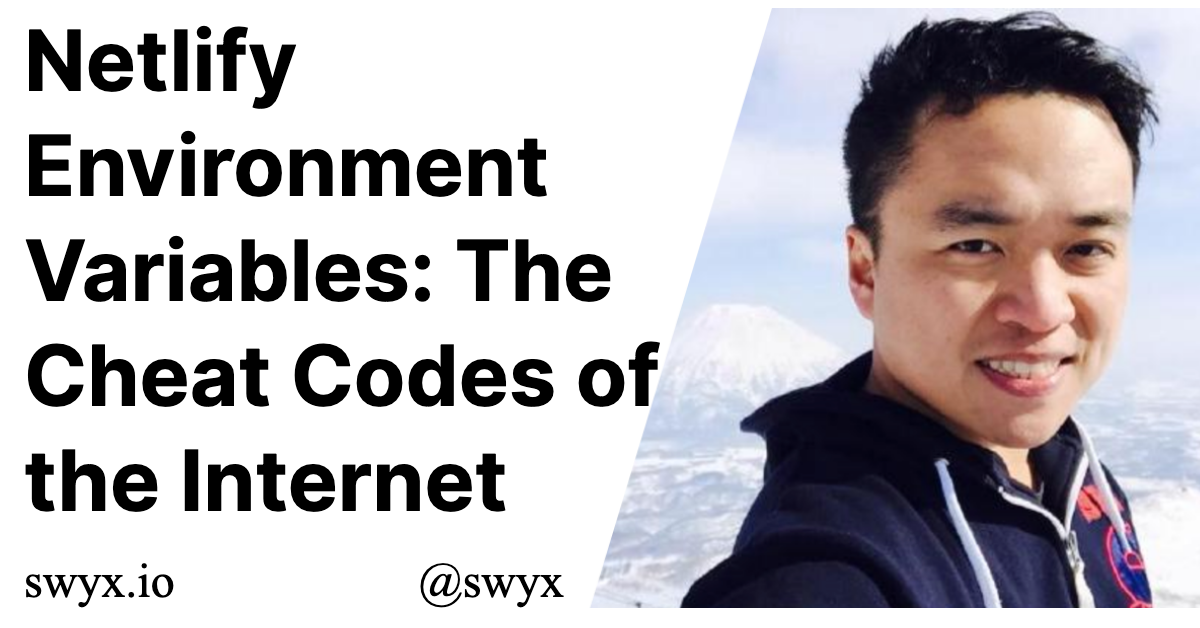 Netlify
Environment
Variables: The
Cheat Codes of
the Internet
swyx.io @swyx